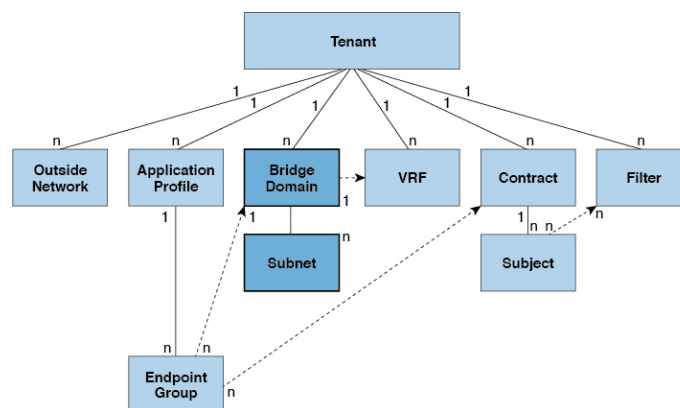 Tenant
1
1
1
1
1
1
n
n
n
n
n
n
Outside
Network
Application
Profile
Bridge
Domain
VRF
Contract
Filter
1
1
1
1
n
n
n
n
Subnet
Subject
n
n
Endpoint
Group
n